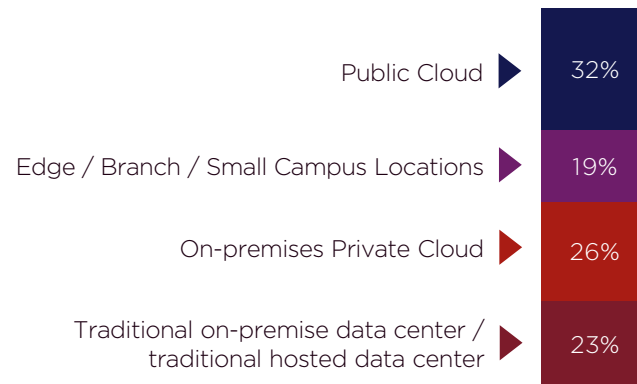 Public Cloud 32%
Edge / Branch / Small Campus Locations 19%
On-premises Private Cloud 26%
Traditional on-premise data center /
traditional hosted data center 23%